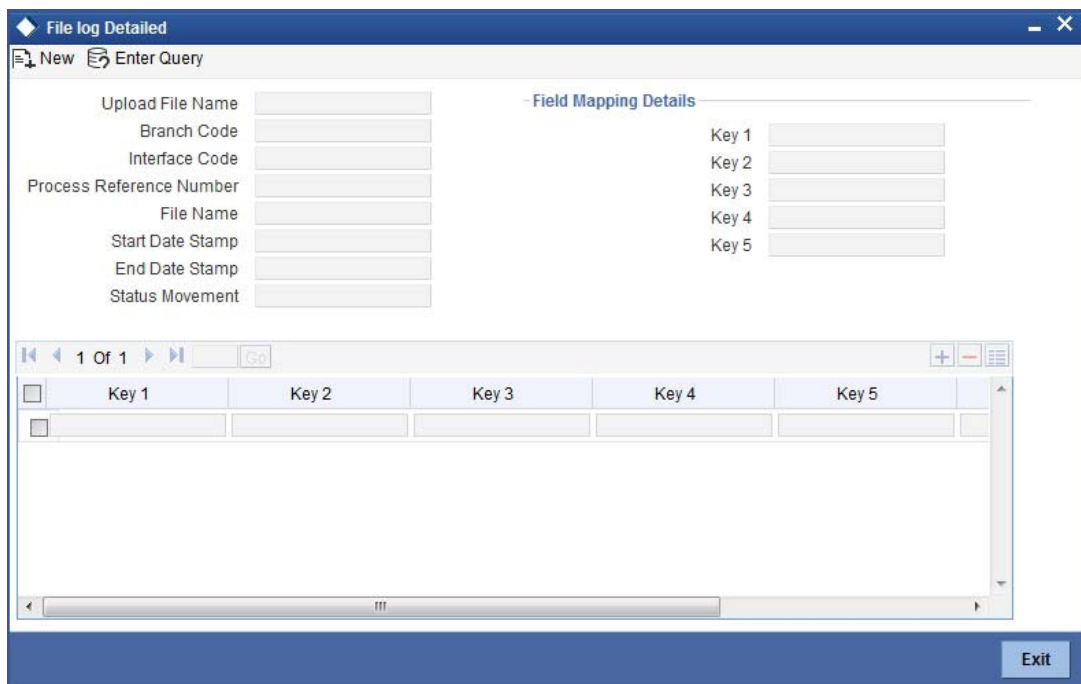 File log Detailed
New Enter Query
Upload File Name
Branch Code
Interface Code
Process Reference Number
File Name
Start Date Stamp
End Date Stamp
Status Movement
Field Mapping Details
Key 1
Key 2
Key 3
Key 4
Key 5
1 Of 1 Go
Key 1 Key 2 Key 3 Key 4 Key 5
Exit